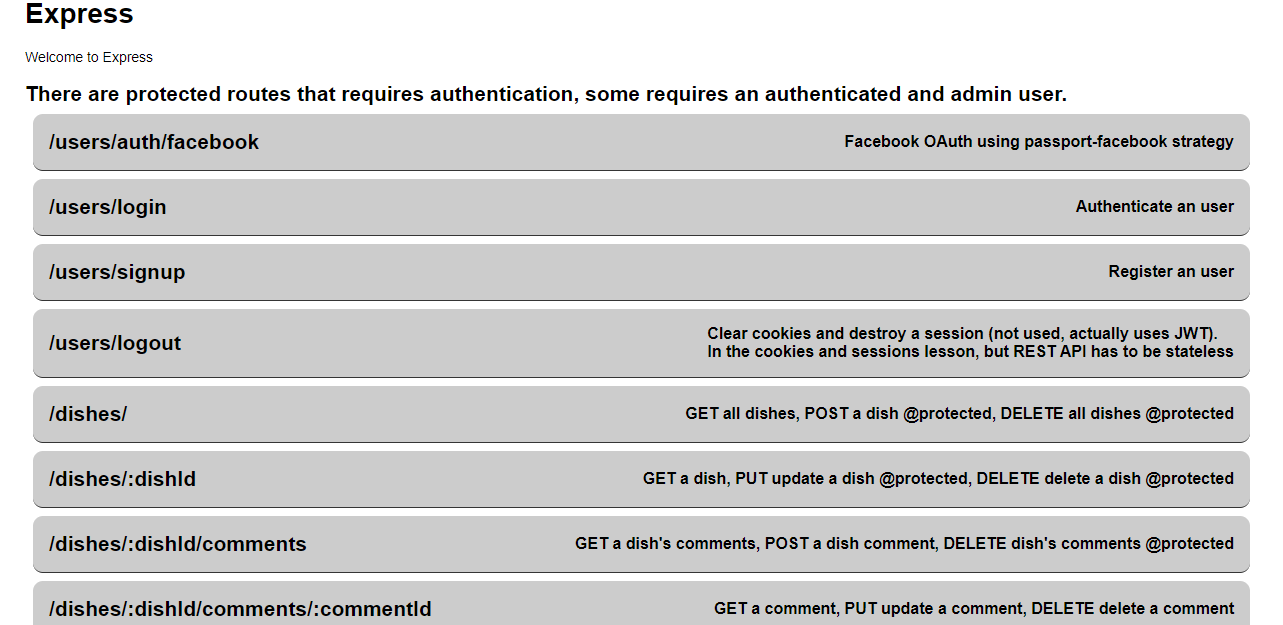 Express
Welcome to Express
There are protected routes that requires authentication, some requires an authenticated and admin user.
/users/auth/facebook Facebook OAuth using passport-facebook strategy
/users/login Authenticate an user
/users/signup Register an user
/users/logout Clear cookies and destroy a session (not used, actually uses JWT).
In the cookies and sessions lesson, but REST API has to be stateless
/dishes/ GET all dishes, POST a dish @protected, DELETE all dishes @protected
/dishes/:dishId GET a dish, PUT update a dish @protected, DELETE delete a dish @protected
/dishes/:dishId/comments GET a dish's comments, POST a dish comment, DELETE dish's comments @protected
/dishes/:dishId/comments/:commentId GET a comment, PUT update a comment, DELETE delete a comment